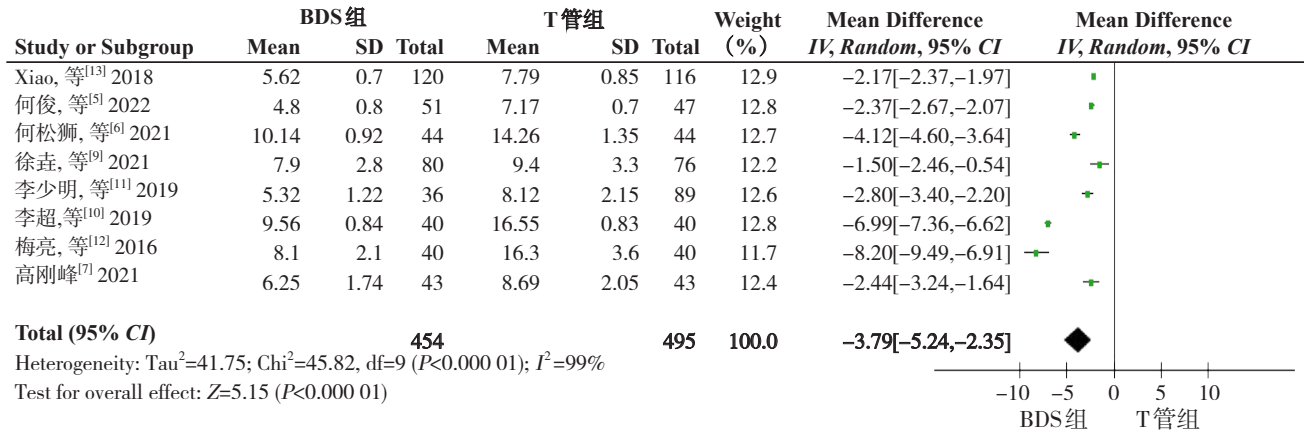 BDS组 T管组 Weight Mean Difference Mean Difference
Study or Subgroup Mean SD Total Mean SD Total (%) IV, Random, 95% CI IV, Random, 95% CI
Xiao, 等[13] 2018 5.62 0.7 120 7.79 0.85 116 12.9 −2.17[−2.37,−1.97]
何俊, 等[5] 2022 4.8 0.8 51 7.17 0.7 47 12.8 −2.37[−2.67,−2.07]
何松狮, 等[6] 2021 10.14 0.92 44 14.26 1.35 44 12.7 −4.12[−4.60,−3.64]
徐垚, 等[9] 2021 7.9 2.8 80 9.4 3.3 76 12.2 −1.50[−2.46,−0.54]
李少明, 等[11] 2019 5.32 1.22 36 8.12 2.15 89 12.6 −2.80[−3.40,−2.20]
李超,等[10] 2019 9.56 0.84 40 16.55 0.83 40 12.8 −6.99[−7.36,−6.62]
梅亮, 等[12] 2016 8.1 2.1 40 16.3 3.6 40 11.7 −8.20[−9.49,−6.91]
高刚峰[7] 2021 6.25 1.74 43 8.69 2.05 43 12.4 −2.44[−3.24,−1.64]
Total (95% CI) 454 495 100.0 −3.79[−5.24,−2.35]
Heterogeneity: Tau²=41.75; Chi²=45.82, df=9 (P<0.000 01); I²=99%
Test for overall effect: Z=5.15 (P<0.000 01)
−10 −5 0 5 10
BDS组 T管组